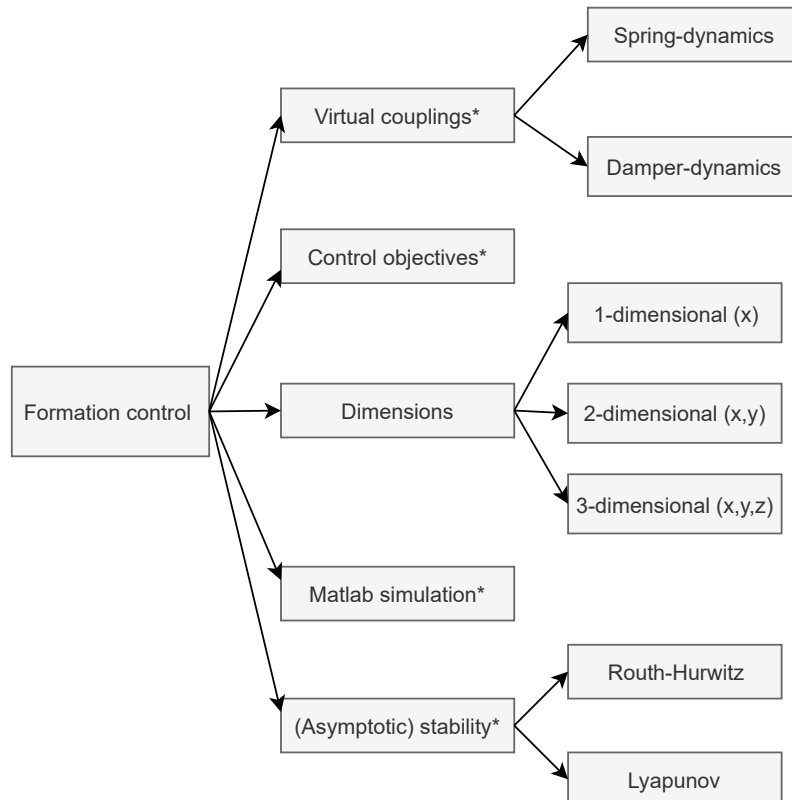 Spring-dynamics
Virtual couplings*
Damper-dynamics
Control objectives*
1-dimensional (x)
Formation control
Dimensions
2-dimensional (x,y)
3-dimensional (x,y,z)
Matlab simulation*
Routh-Hurwitz
(Asymptotic) stability*
Lyapunov